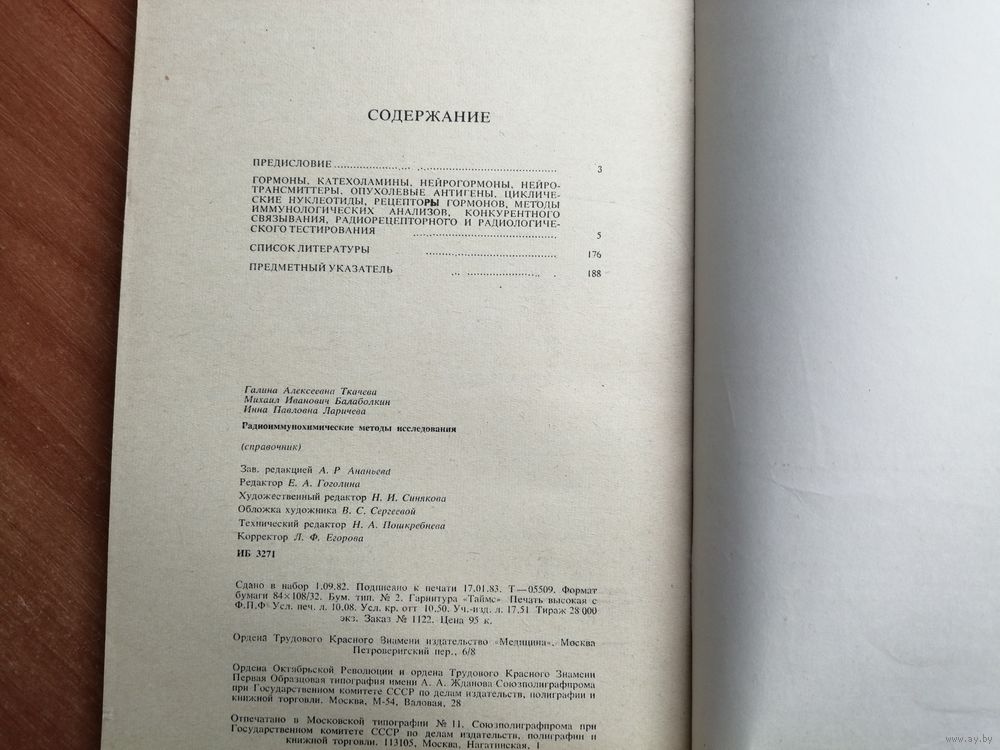 СОДЕРЖАНИЕ
ПРЕДИСЛОВИЕ ........................ 3
ГОРМОНЫ, КАТЕХОЛАМИНЫ, НЕЙРОГОРМОНЫ, НЕЙРО-
ТРАНСМИТТЕРЫ, ОПУХОЛЕВЫЕ АНТИГЕНЫ, ЦИКЛИЧЕ-
СКИЕ НУКЛЕОТИДЫ, РЕЦЕПТОРЫ ГОРМОНОВ, МЕТОДЫ
ИММУНОЛОГИЧЕСКИХ АНАЛИЗОВ, КОНКУРЕНТНОГО
СВЯЗЫВАНИЯ, РАДИОРЕЦЕПТОРНОГО И РАДИОЛОГИЧЕ-
СКОГО ТЕСТИРОВАНИЯ ........................ 5
СПИСОК ЛИТЕРАТУРЫ ........................ 176
ПРЕДМЕТНЫЙ УКАЗАТЕЛЬ ........................ 188
Галина Алексеевна Ткачева
Михаил Иванович Балаболкин
Инна Павловна Ларичева
Радиоиммунохимические методы исследования
(справочник)
Зав. редакцией А. Р Ананьева
Редактор Е. А. Гоголина
Художественный редактор Н. И. Синякова
Обложка художника В. С. Сергеевой
Технический редактор Н. А. Пошкребнева
Корректор Л. Ф. Егорова
ИБ 3271
Сдано в набор 1.09.82. Подписано к печати 17.01.83. Т—05509. Формат
бумаги 84×108/32. Бум. тип. № 2. Гарнитура «Таймс» Печать высокая с
Ф.П.Ф Усл. печ. л. 10,08. Усл. кр. отт 10,50. Уч.-изд. л. 17,51 Тираж 28 000
экз. Заказ № 1122. Цена 95 к.
Ордена Трудового Красного Знамени издательство «Медицина». Москва
Петроверигский пер., 6/8
Ордена Октябрьской Революции и ордена Трудового Красного Знамени
Первая Образцовая типография имени А. А. Жданова Союзполиграфпрома
при Государственном комитете СССР по делам издательств, полиграфии и
книжной торговли. Москва, М-54, Валовая, 28
Отпечатано в Московской типографии № 11, Союзполиграфпрома при
Государственном комитете СССР по делам издательств, полиграфии и
книжной торговли. 113105, Москва, Нагатинская, 1
www.ay.by